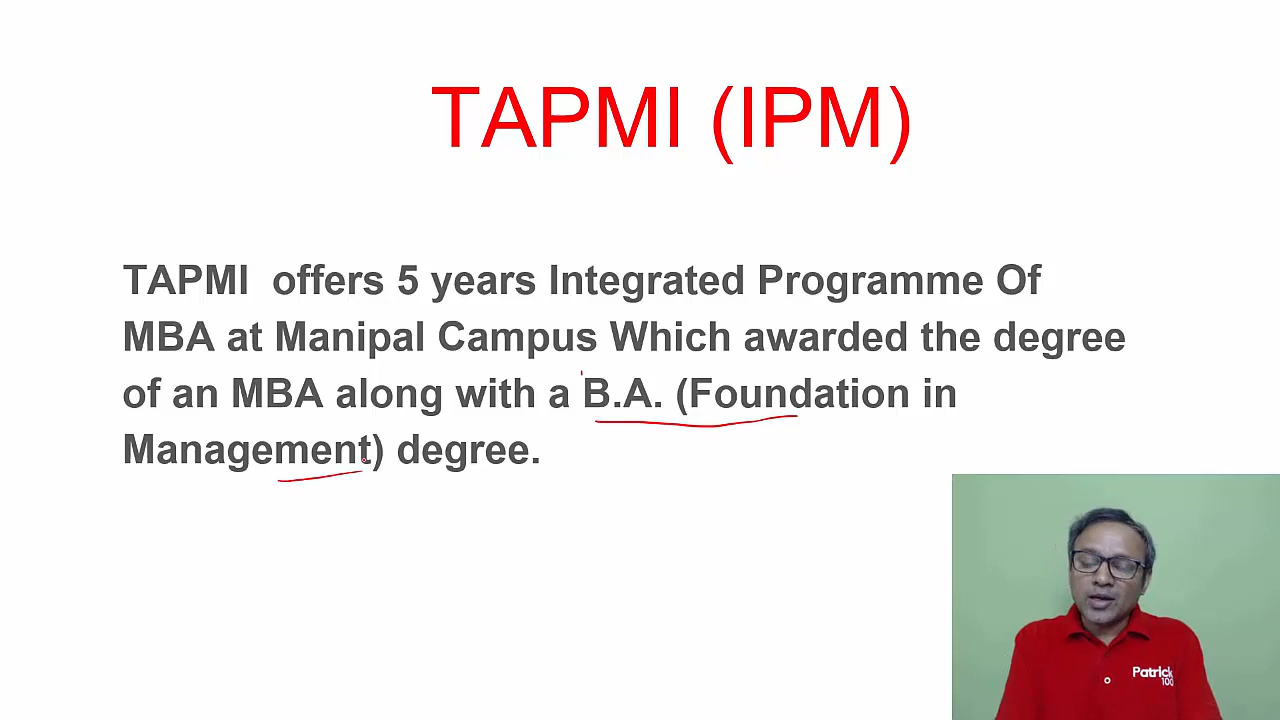 TAPMI (IPM)
TAPMI offers 5 years Integrated Programme Of
MBA at Manipal Campus Which awarded the degree
of an MBA along with a B.A. (Foundation in
Management) degree.
Patrick
100